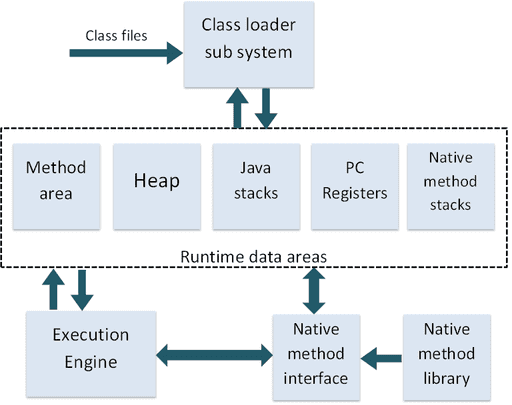 Class files
Class loader
sub system
Method
area
Heap
Java
stacks
PC
Registers
Native
method
stacks
Runtime data areas
Execution
Engine
Native
method
interface
Native
method
library